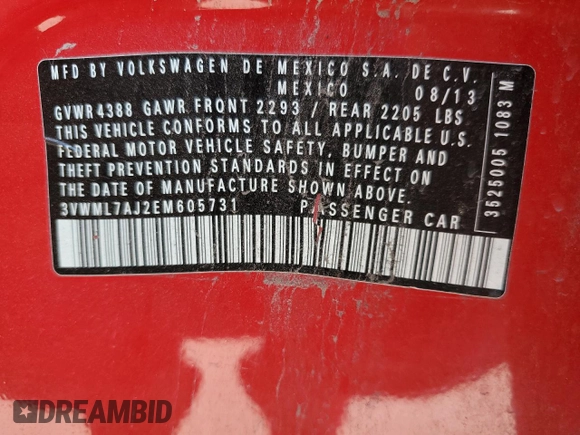 MFD BY VOLKSWAGEN DE MEXICO S.A. DE C.V.
MEXICO 08/13
GVWR 4388 GAWR FRONT 2293 / REAR 2205 LBS
THIS VEHICLE CONFORMS TO ALL APPLICABLE U.S.
FEDERAL MOTOR VEHICLE SAFETY, BUMPER AND
THEFT PREVENTION STANDARDS IN EFFECT ON
THE DATE OF MANUFACTURE SHOWN ABOVE.
3VWML7AJ2EM605731 PASSENGER CAR
3525005 1083 M
DREAMBID